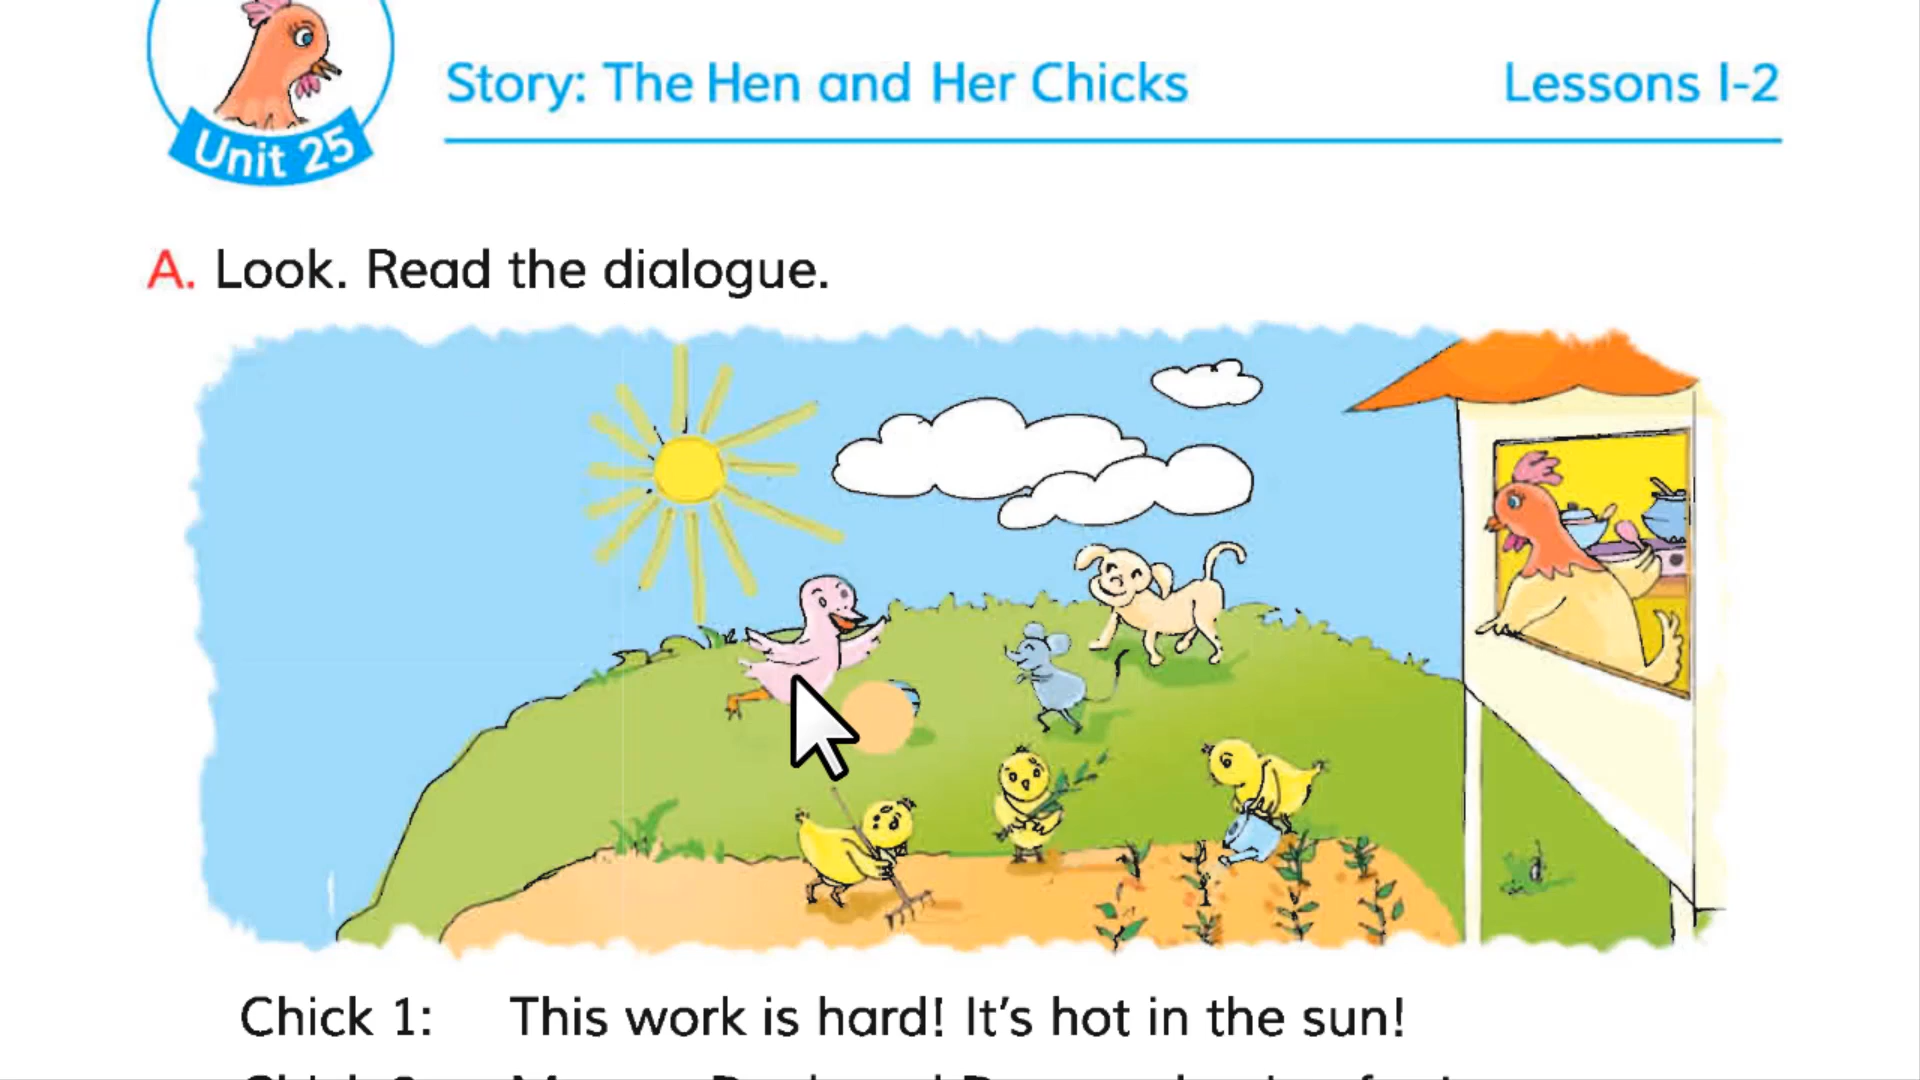 Unit 25
Story: The Hen and Her Chicks
Lessons 1-2
A. Look. Read the dialogue.
Chick 1: This work is hard! It's hot in the sun!